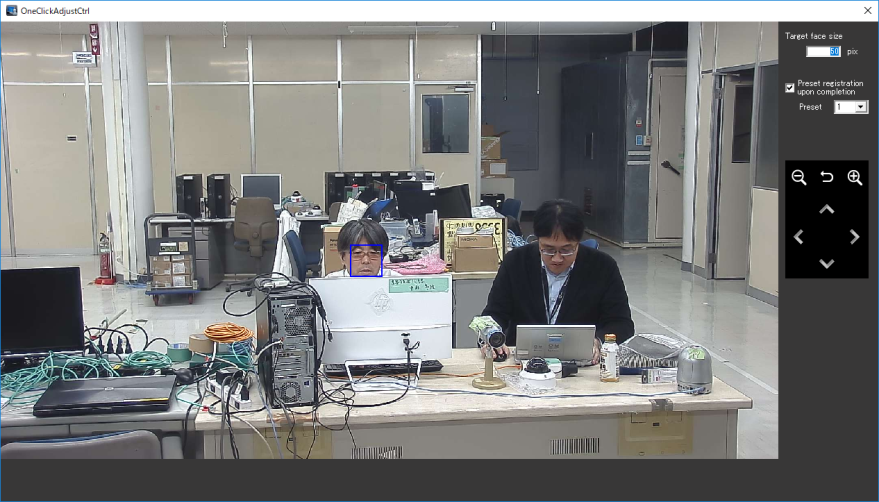 OneClickAdjustCtrl
Target face size
50 pix
Preset registration
upon completion
Preset 1